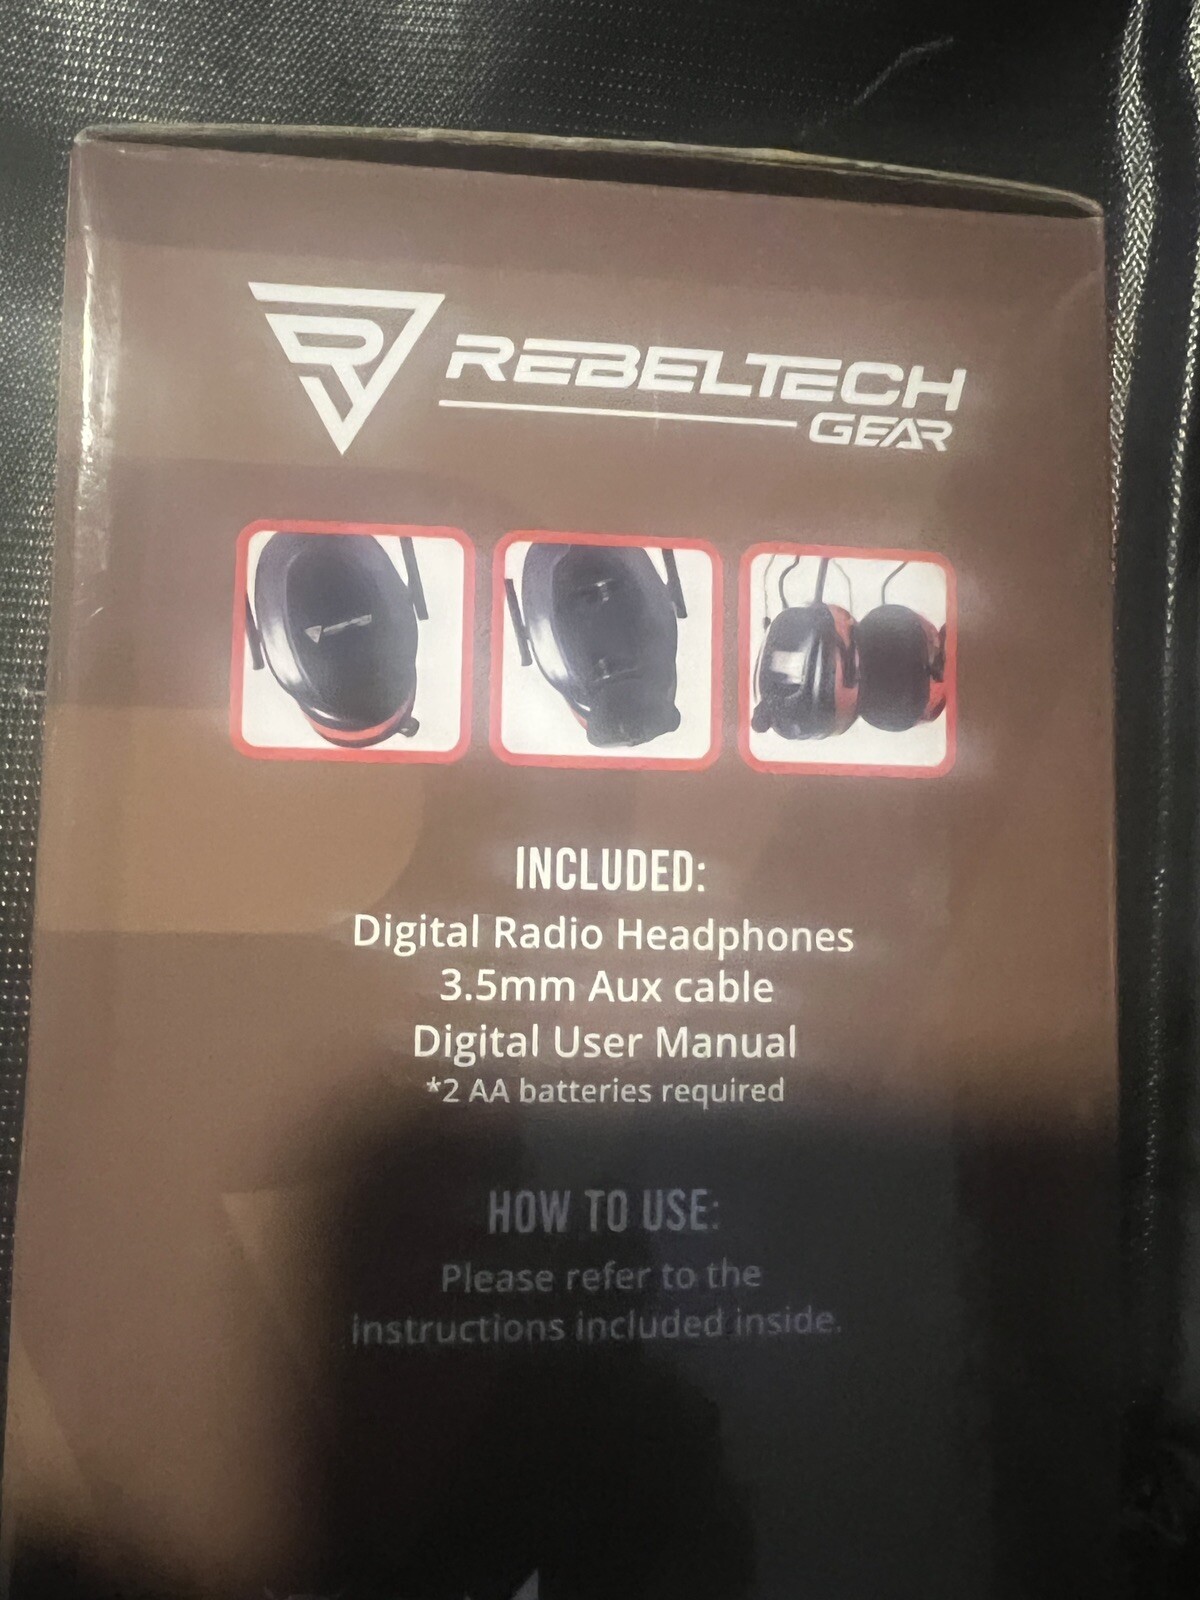 REBELTECH
GEAR
INCLUDED:
Digital Radio Headphones
3.5mm Aux cable
Digital User Manual
*2 AA batteries required
HOW TO USE:
Please refer to the
instructions included inside.